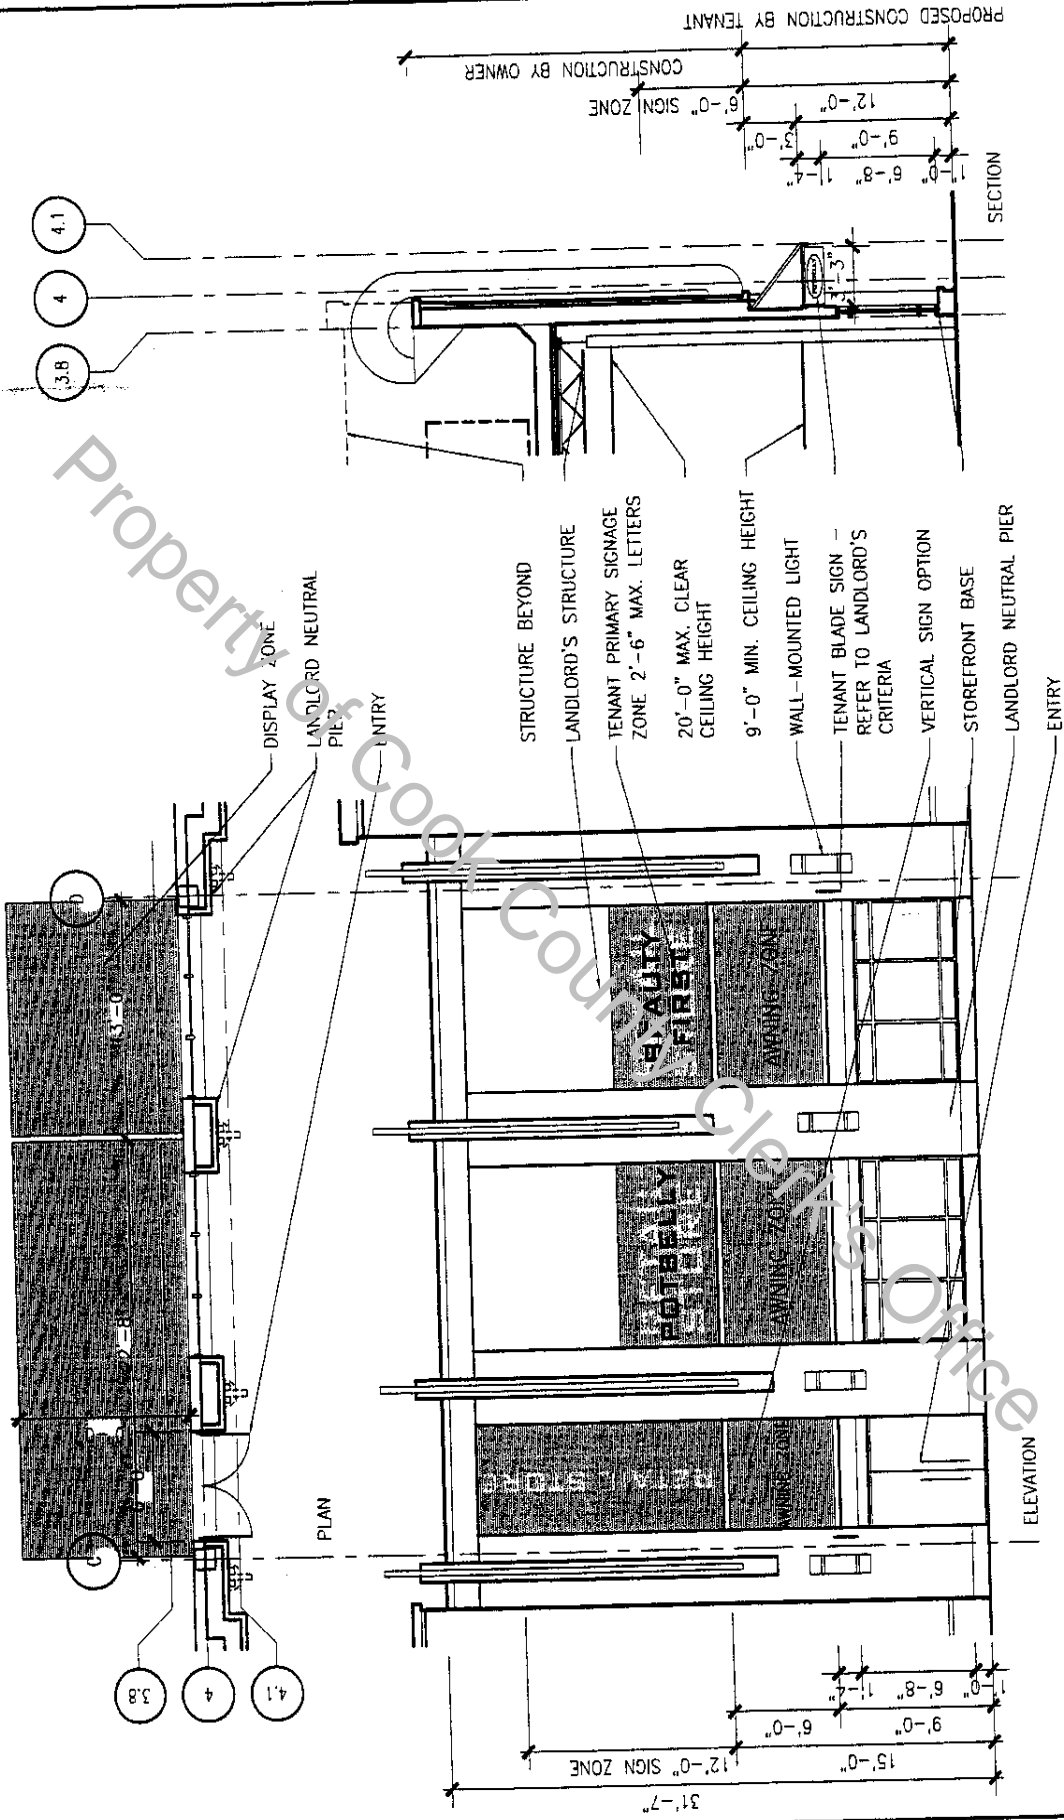 3.8
4
4.1
PLAN
D
C
13'-0
DISPLAY ZONE
LANDLORD NEUTRAL
PIER
ENTRY
31'-7"
12'-0" SIGN ZONE
15'-0"
6'-0"
9'-0"
1'-4"
6'-8"
1'-0"
RETAIL STORE
POTBELLY
BEAUTY
FIRST
AWNING ZONE
AWNING ZONE
AWNING ZONE
ELEVATION
STRUCTURE BEYOND
LANDLORD'S STRUCTURE
TENANT PRIMARY SIGNAGE
ZONE 2'-6" MAX. LETTERS
20'-0" MAX. CLEAR
CEILING HEIGHT
9'-0" MIN. CEILING HEIGHT
WALL-MOUNTED LIGHT
TENANT BLADE SIGN -
REFER TO LANDLORD'S
CRITERIA
VERTICAL SIGN OPTION
STOREFRONT BASE
LANDLORD NEUTRAL PIER
ENTRY
3.8
4
4.1
3'-3"
SECTION
1'-0"
6'-8"
1'-4"
9'-0"
3'-0"
12'-0"
6'-0" SIGN ZONE
CONSTRUCTION BY OWNER
PROPOSED CONSTRUCTION BY TENANT
Property of Cook County Clerk's Office